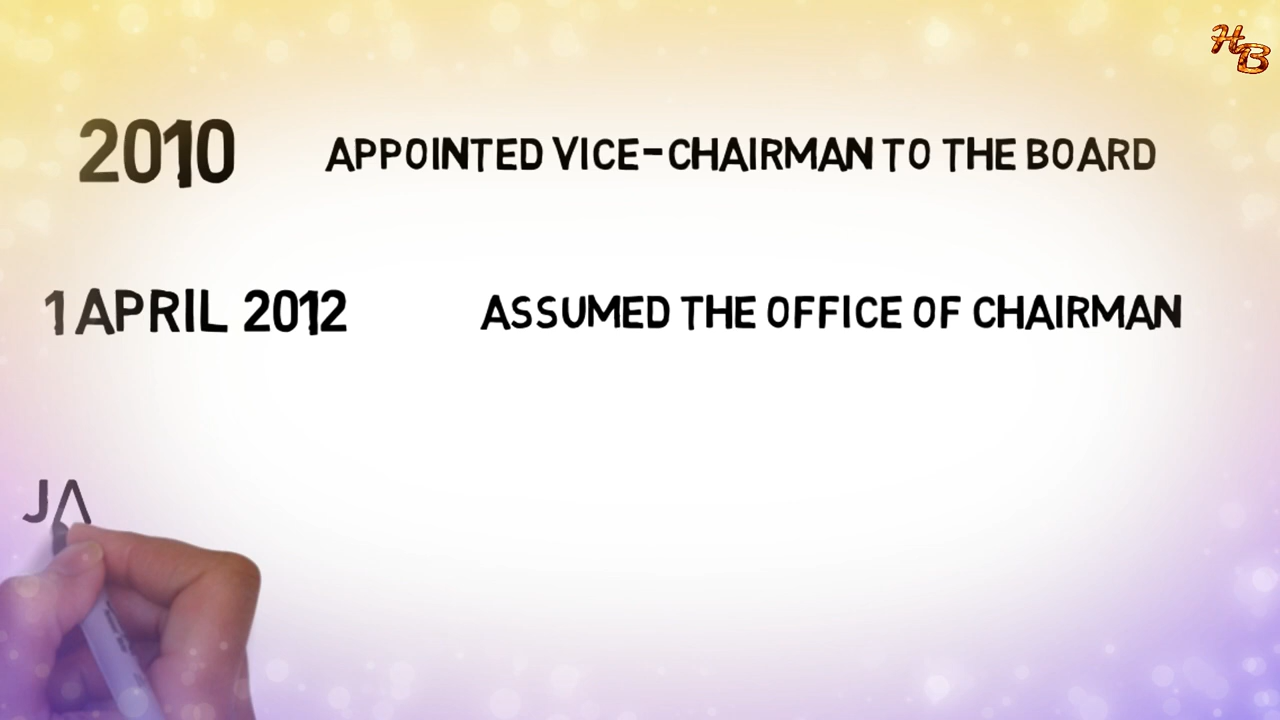 HB
2010 APPOINTED VICE-CHAIRMAN TO THE BOARD
1 APRIL 2012 ASSUMED THE OFFICE OF CHAIRMAN
JA